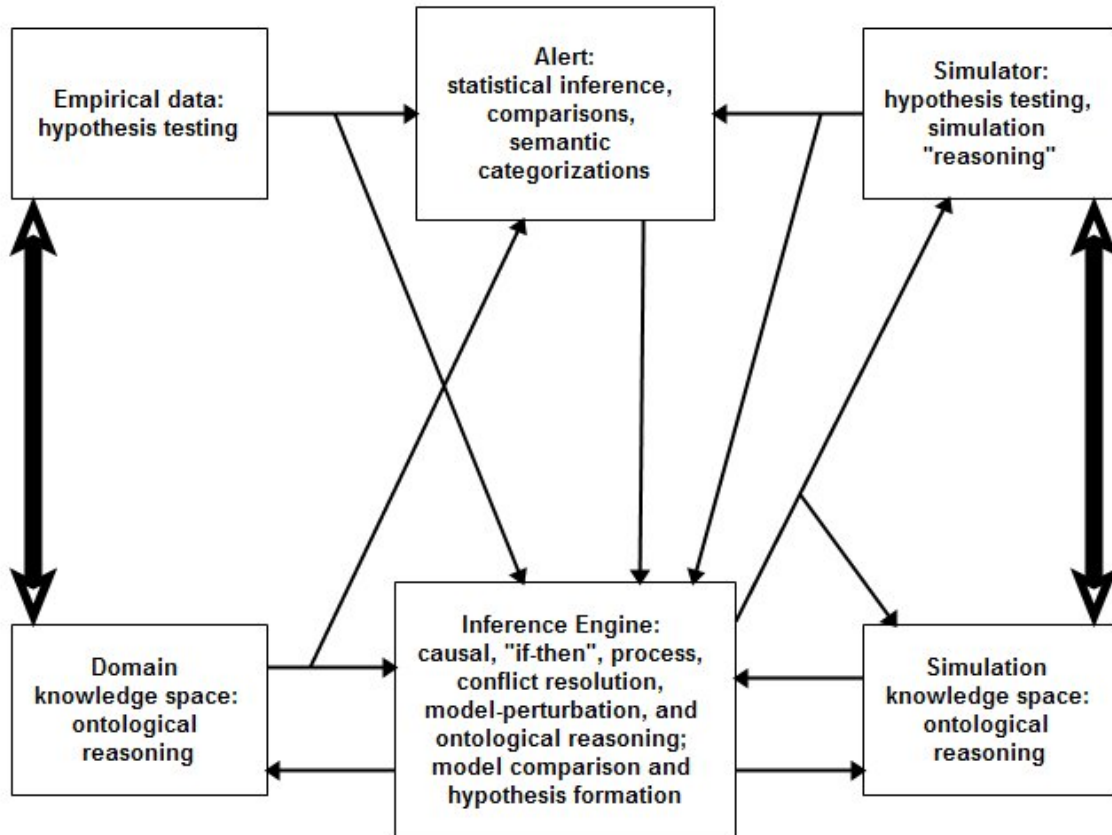 Empirical data:
hypothesis testing
Alert:
statistical inference,
comparisons,
semantic
categorizations
Simulator:
hypothesis testing,
simulation
"reasoning"
Domain
knowledge space:
ontological
reasoning
Inference Engine:
causal, "if-then", process,
conflict resolution,
model-perturbation, and
ontological reasoning;
model comparison and
hypothesis formation
Simulation
knowledge space:
ontological
reasoning